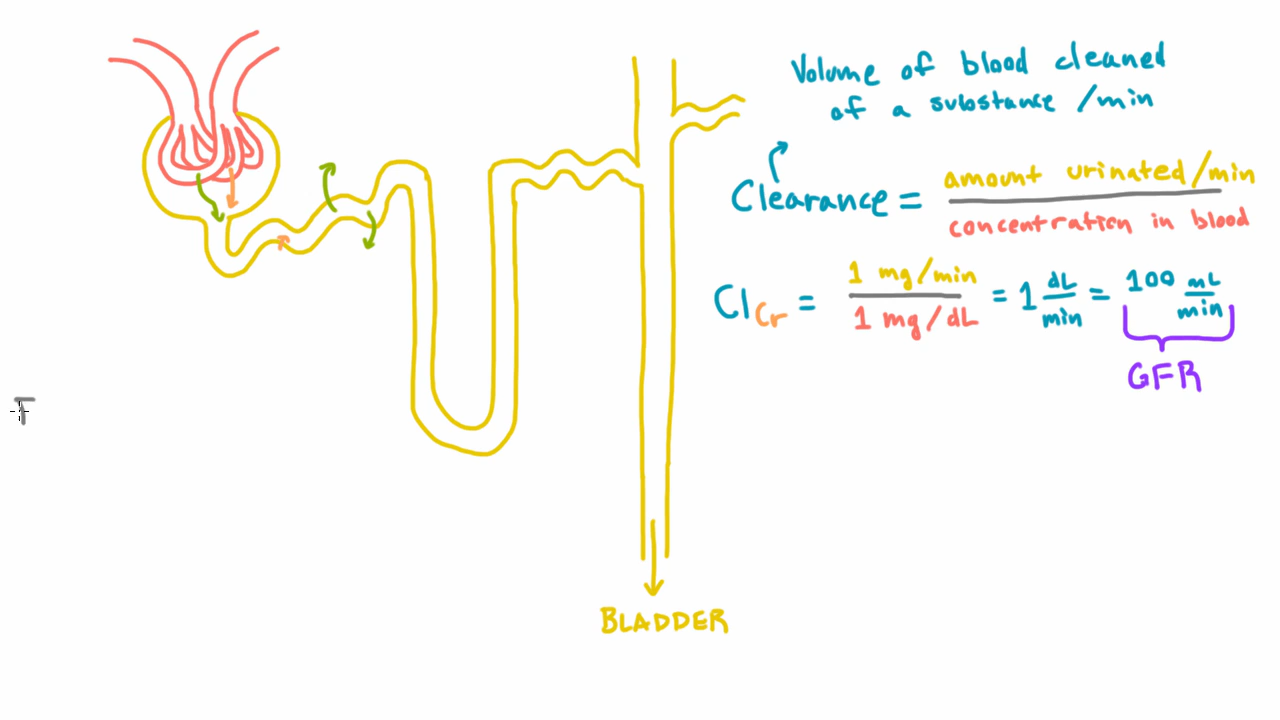 Volume of blood cleaned
of a substance /min
Clearance = amount urinated/min
concentration in blood
Cl Cr = 1 mg/min
1 mg/dL
= 1 dL
min
= 100 mL
min
GFR
T
BLADDER